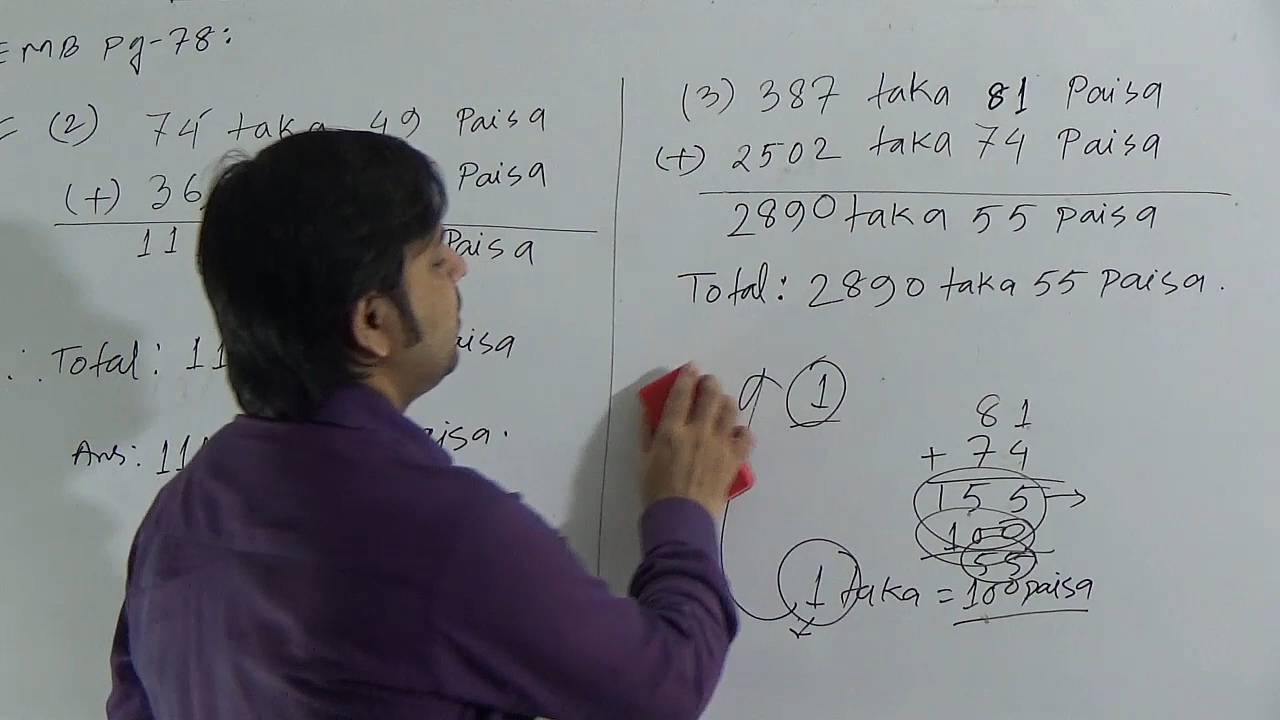 EMB Pg-78:
= (2) 74 taka 49 Paisa
(+) 36 Paisa
11 Paisa
∴ Total: 11 aisa
Ans: 11 isa.
(3) 387 taka 81 Paisa
(+) 2502 taka 74 Paisa
2890 taka 55 paisa
Total: 2890 taka 55 Paisa.
1
81
+ 74
155 →
100
55
1 taka = 100 paisa